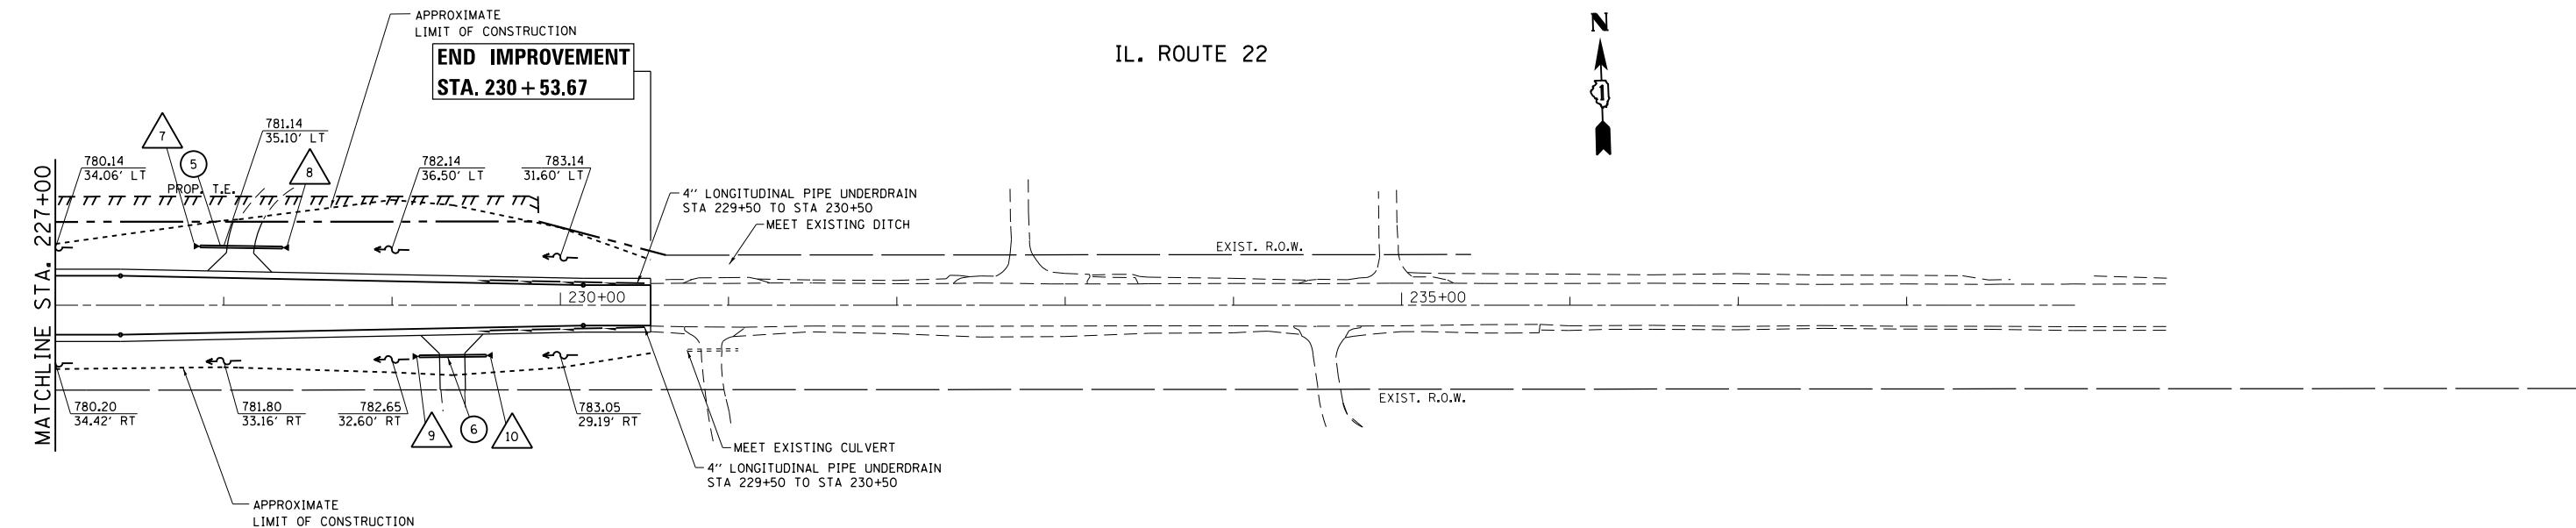 APPROXIMATE
LIMIT OF CONSTRUCTION
END IMPROVEMENT
STA. 230 + 53.67
IL. ROUTE 22
N
1
MATCHLINE STA. 227+00
780.14
34.06' LT
7
5
781.14
35.10' LT
8
PROP. T.E.
782.14
36.50' LT
783.14
31.60' LT
4'' LONGITUDINAL PIPE UNDERDRAIN
STA 229+50 TO STA 230+50
MEET EXISTING DITCH
EXIST. R.O.W.
230+00
235+00
780.20
34.42' RT
781.80
33.16' RT
782.65
32.60' RT
9
6
10
783.05
29.19' RT
EXIST. R.O.W.
MEET EXISTING CULVERT
4'' LONGITUDINAL PIPE UNDERDRAIN
STA 229+50 TO STA 230+50
APPROXIMATE
LIMIT OF CONSTRUCTION